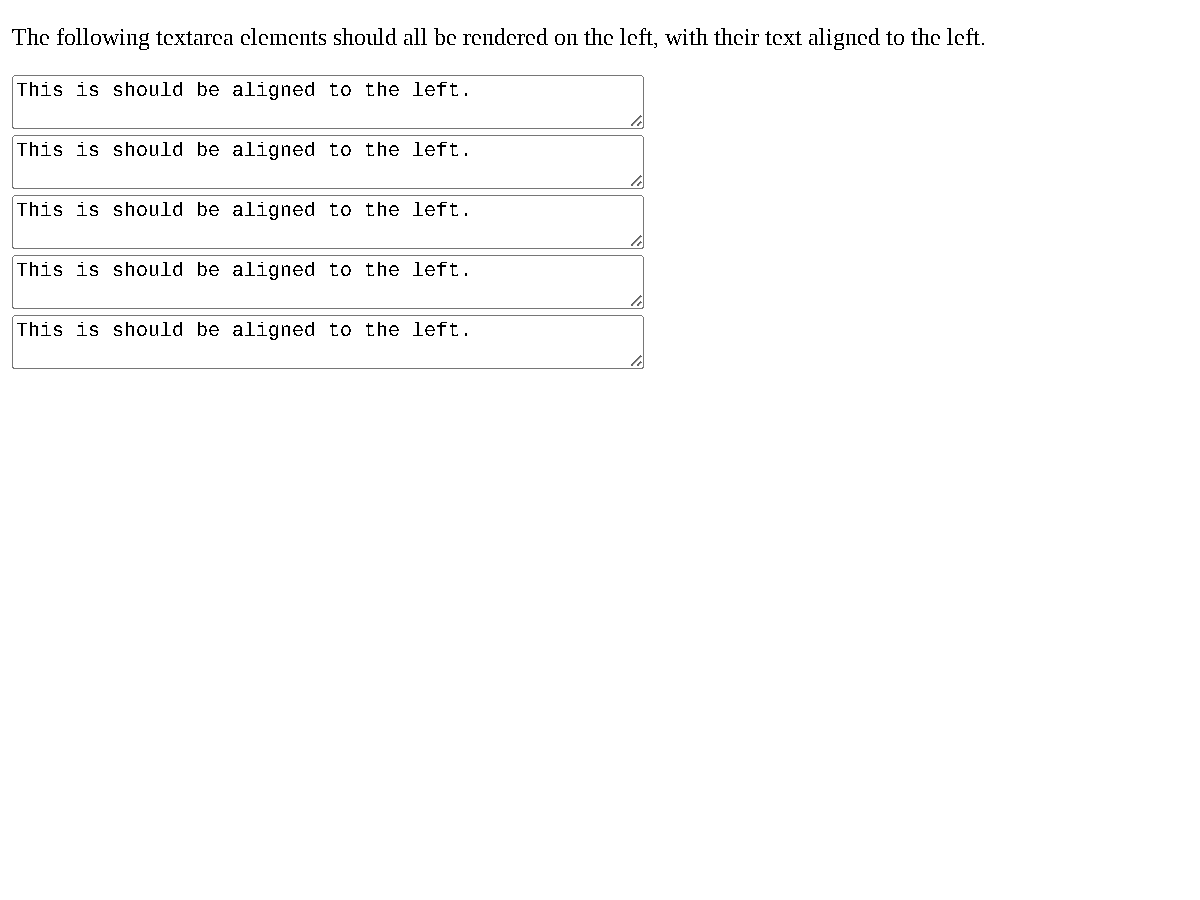 The following textarea elements should all be rendered on the left, with their text aligned to the left.
This is should be aligned to the left.
This is should be aligned to the left.
This is should be aligned to the left.
This is should be aligned to the left.
This is should be aligned to the left.